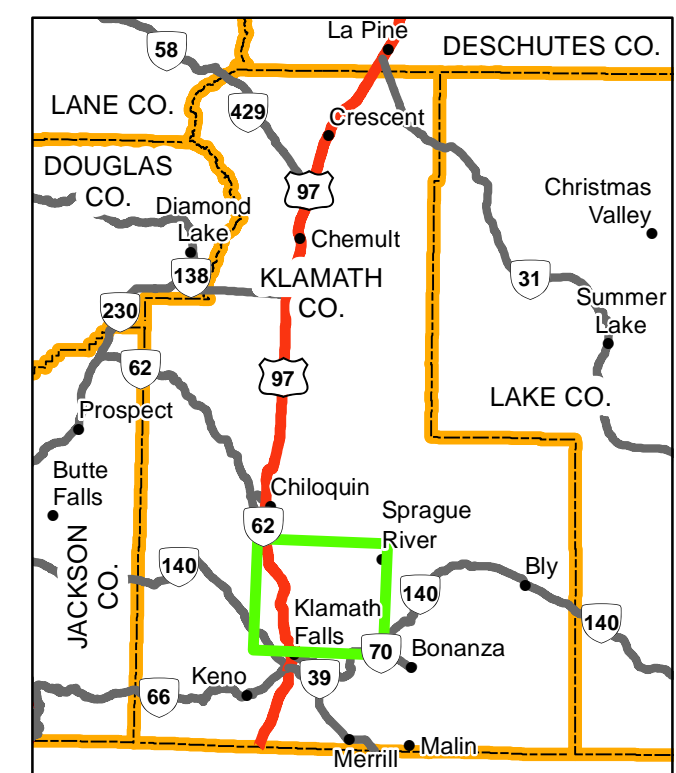 La Pine
58
DESCHUTES CO.
LANE CO.
429
Crescent
DOUGLAS
CO.
97
Christmas
Valley
Diamond
Lake
Chemult
138
KLAMATH
CO.
31
Summer
Lake
230
62
97
LAKE CO.
Prospect
Butte
Falls
Chiloquin
62
Sprague
River
JACKSON
CO.
140
Bly
140
140
Klamath
Falls
70
Bonanza
Keno
39
66
Merrill
Malin